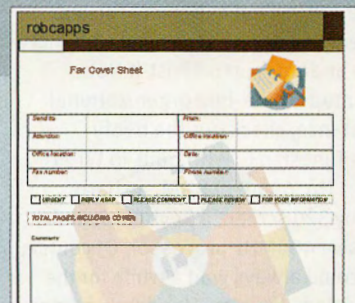 robcapps
Fax Cover Sheet
Send to: From:
Attention: Office location:
Office location: Date:
Fax number: Phone number:
URGENT REPLY ASAP PLEASE COMMENT PLEASE REVIEW FOR YOUR INFORMATION
TOTAL PAGES, INCLUDING COVER:
Comments